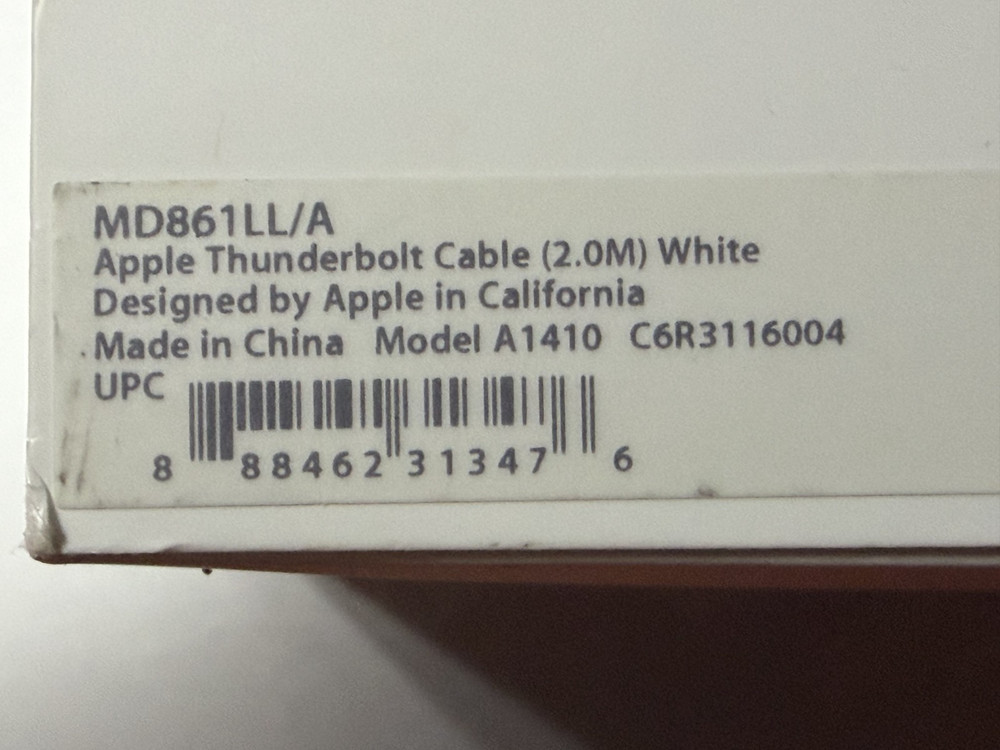 MD861LL/A
Apple Thunderbolt Cable (2.0M) White
Designed by Apple in California
Made in China Model A1410 C6R3116004
UPC
8 88462 31347 6